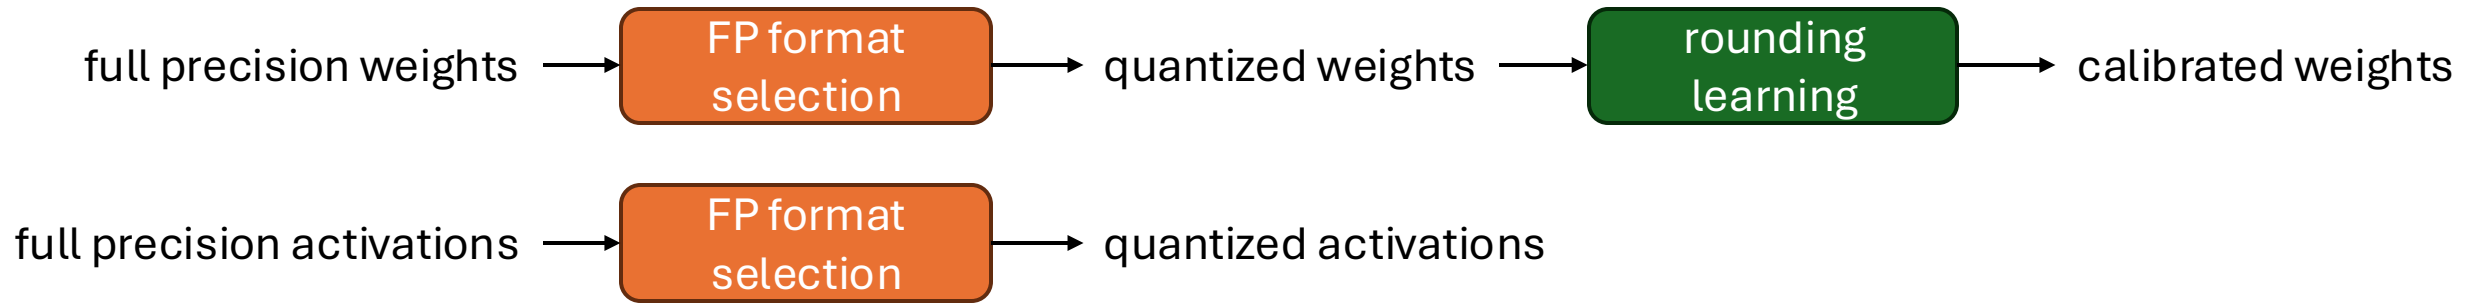 full precision weights
FP format
selection
quantized weights
rounding
learning
calibrated weights
full precision activations
FP format
selection
quantized activations